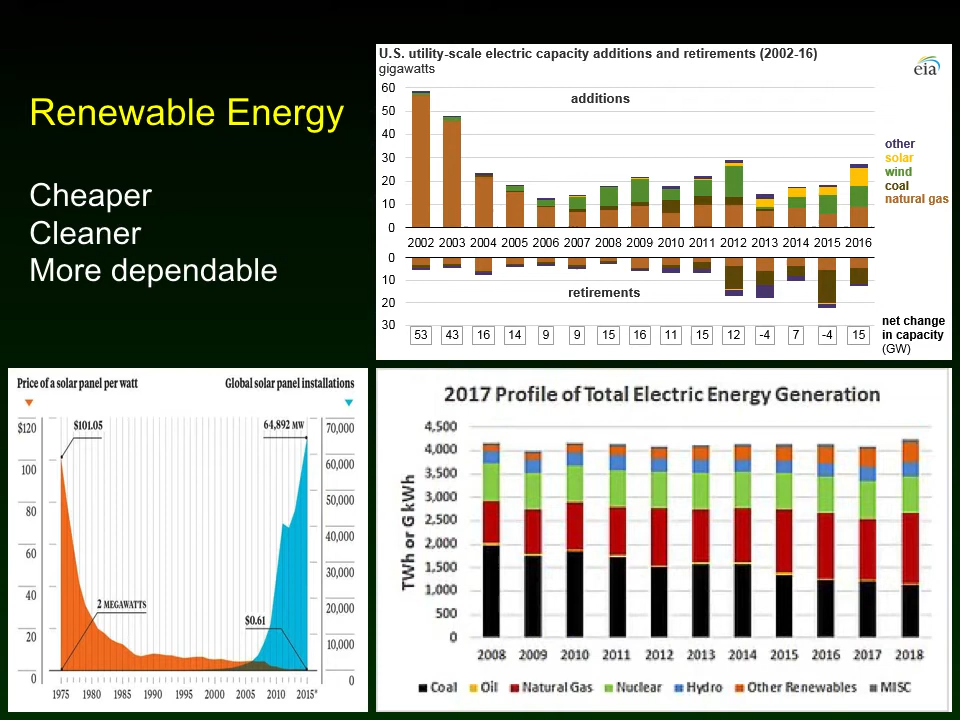 Renewable Energy
Cheaper
Cleaner
More dependable
U.S. utility-scale electric capacity additions and retirements (2002-16)
gigawatts
eia
60
50
40
30
20
10
0
additions
other
solar
wind
coal
natural gas
2002 2003 2004 2005 2006 2007 2008 2009 2010 2011 2012 2013 2014 2015 2016
0
10
20
30
retirements
53 43 16 14 9 9 15 16 11 15 12 -4 7 -4 15
net change
in capacity
(GW)
Price of a solar panel per watt
Global solar panel installations
$120
100
80
60
40
20
0
$101.05
64,892 MW
2 MEGAWATTS
$0.61
70,000
60,000
50,000
40,000
30,000
20,000
10,000
0
1975 1980 1985 1990 1995 2000 2005 2010 2015*
2017 Profile of Total Electric Energy Generation
TWh or G kWh
4,500
4,000
3,500
3,000
2,500
2,000
1,500
1,000
500
0
2008 2009 2010 2011 2012 2013 2014 2015 2016 2017 2018
Coal Oil Natural Gas Nuclear Hydro Other Renewables MISC